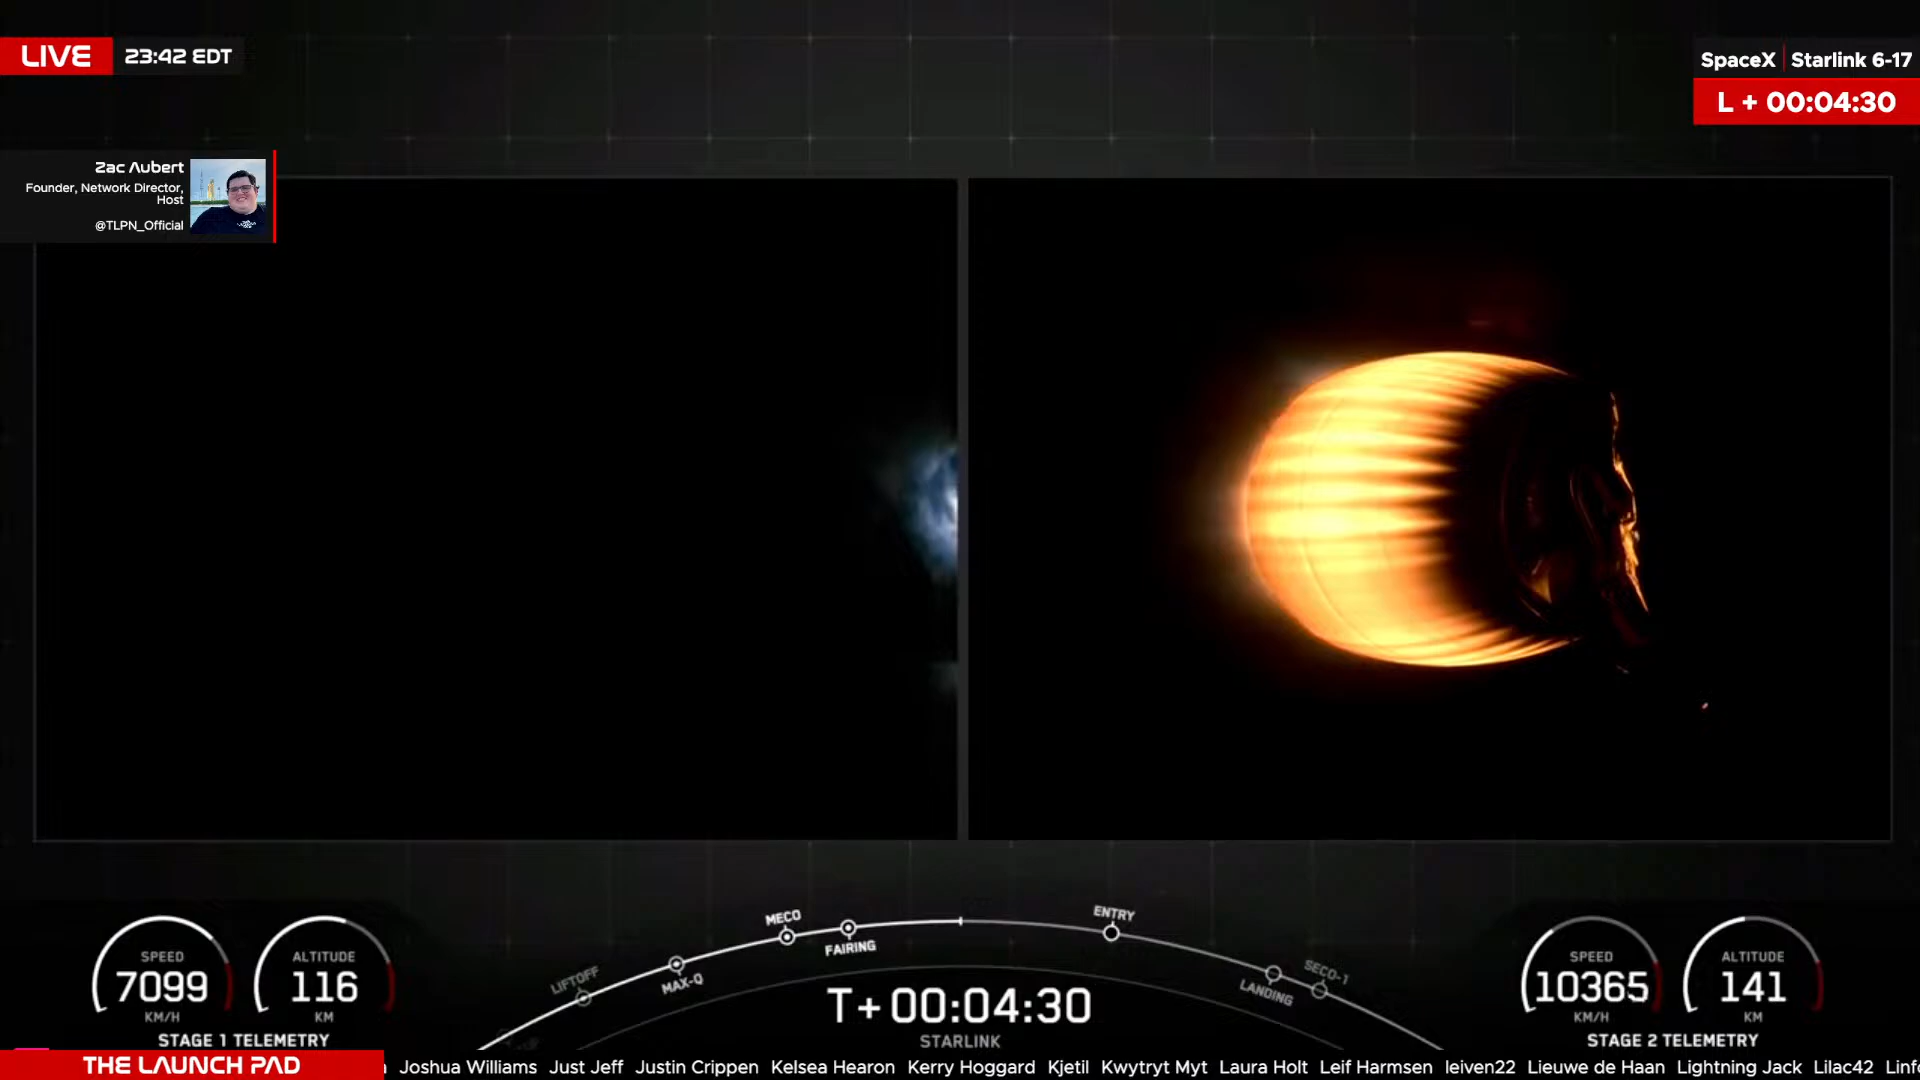 LIVE
23:42 EDT
SpaceX | Starlink 6-17
L + 00:04:30
Zac Aubert
Founder, Network Director,
Host
@TLPN_Official
LIFTOFF
MAX-Q
MECO
FAIRING
ENTRY
LANDING
SECO-1
SPEED
7099
KM/H
ALTITUDE
116
KM
STAGE 1 TELEMETRY
T+ 00:04:30
STARLINK
SPEED
10365
KM/H
ALTITUDE
141
KM
STAGE 2 TELEMETRY
THE LAUNCH PAD
Joshua Williams Just Jeff Justin Crippen Kelsea Hearon Kerry Hoggard Kjetil Kwytryt Myt Laura Holt Leif Harmsen leiven22 Lieuwe de Haan Lightning Jack Lilac42